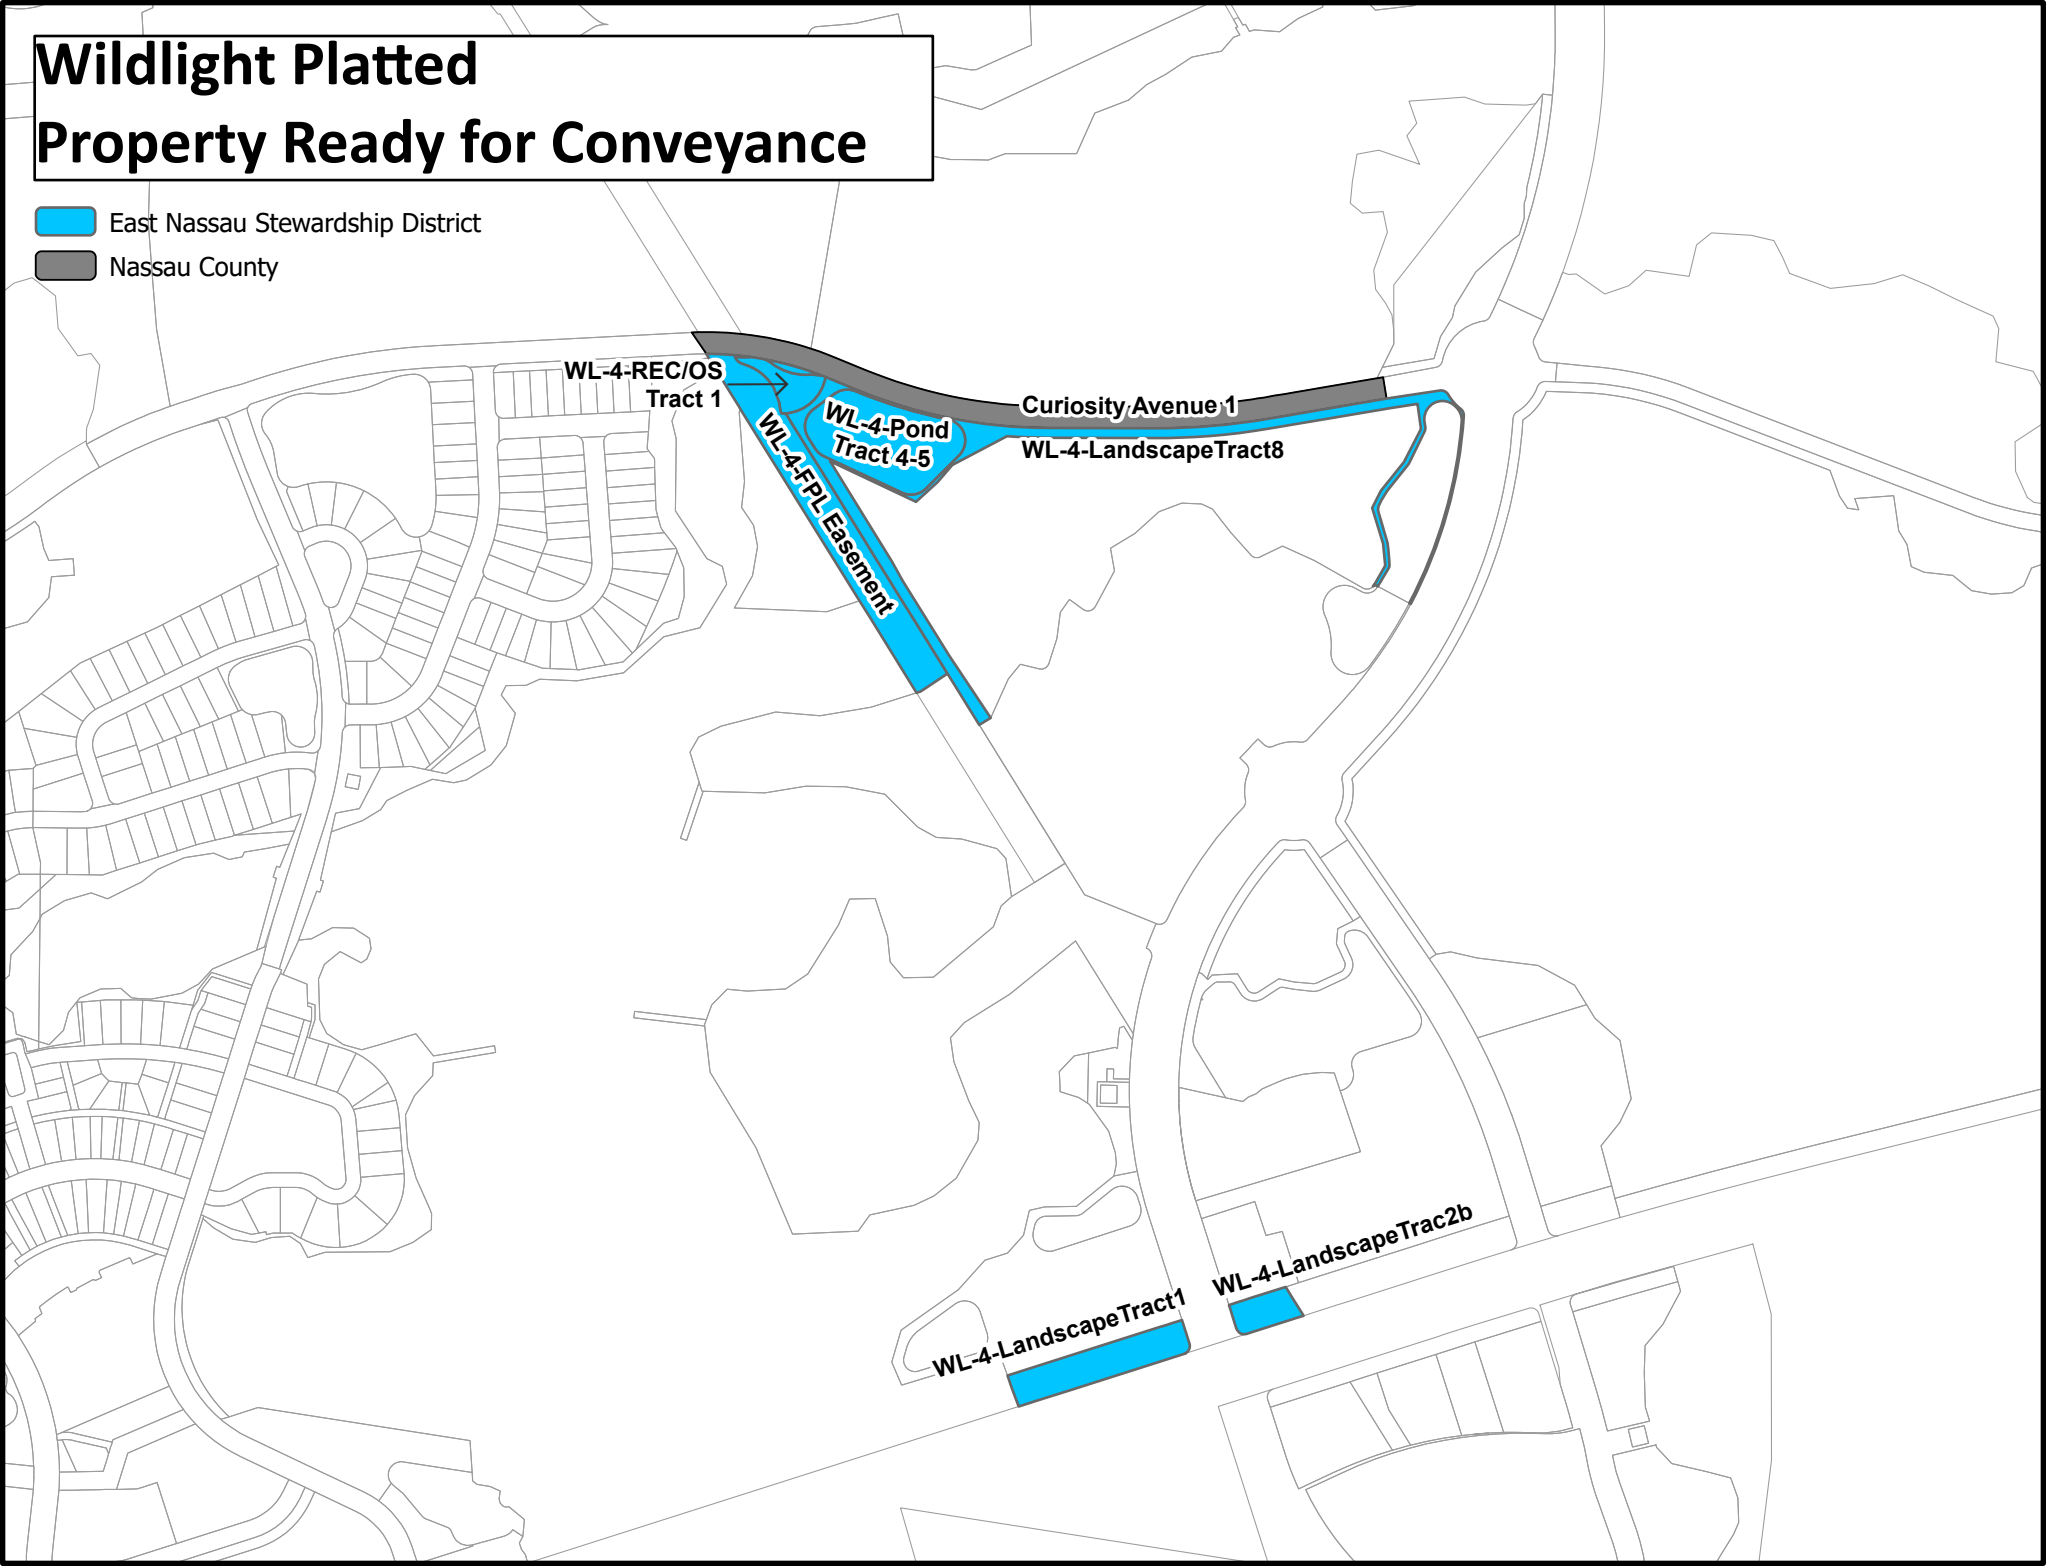 Wildlight Platted
Property Ready for Conveyance
East Nassau Stewardship District
Nassau County
WL-4-REC/OS
Tract 1
WL-4-Pond
Tract 4-5
Curiosity Avenue 1
WL-4-LandscapeTract8
WL-4-FPL Easement
WL-4-LandscapeTrac2b
WL-4-LandscapeTract1